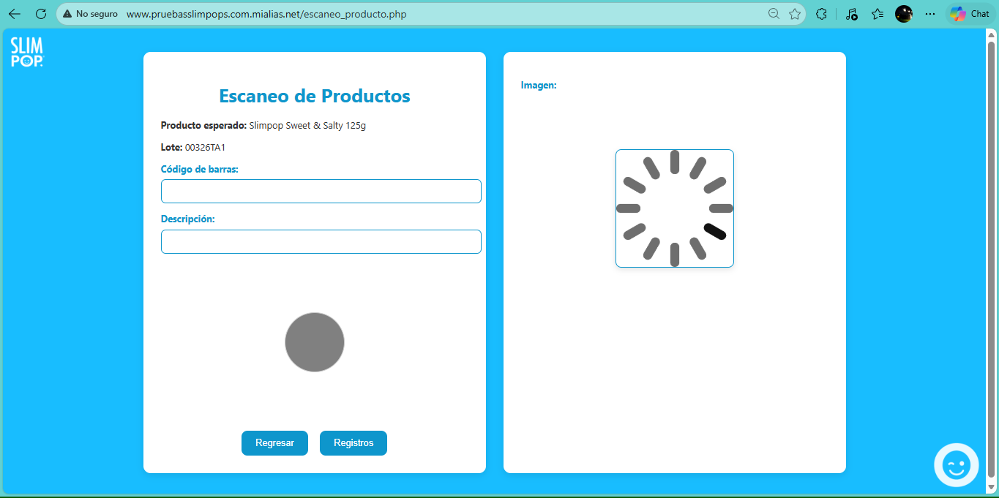 No seguro
www.pruebasslimpops.com.mialias.net/escaneo_producto.php
Chat
SLIM
POP.
Escaneo de Productos
Producto esperado: Slimpop Sweet & Salty 125g
Lote: 00326TA1
Código de barras:
Descripción:
Regresar
Registros
Imagen: